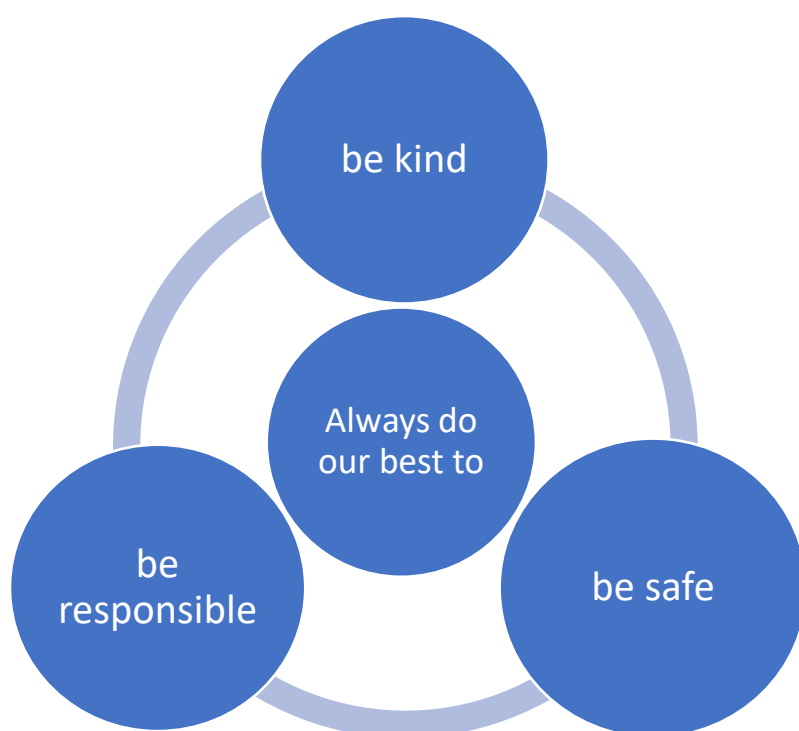 be kind
Always do
our best to
be
responsible
be safe